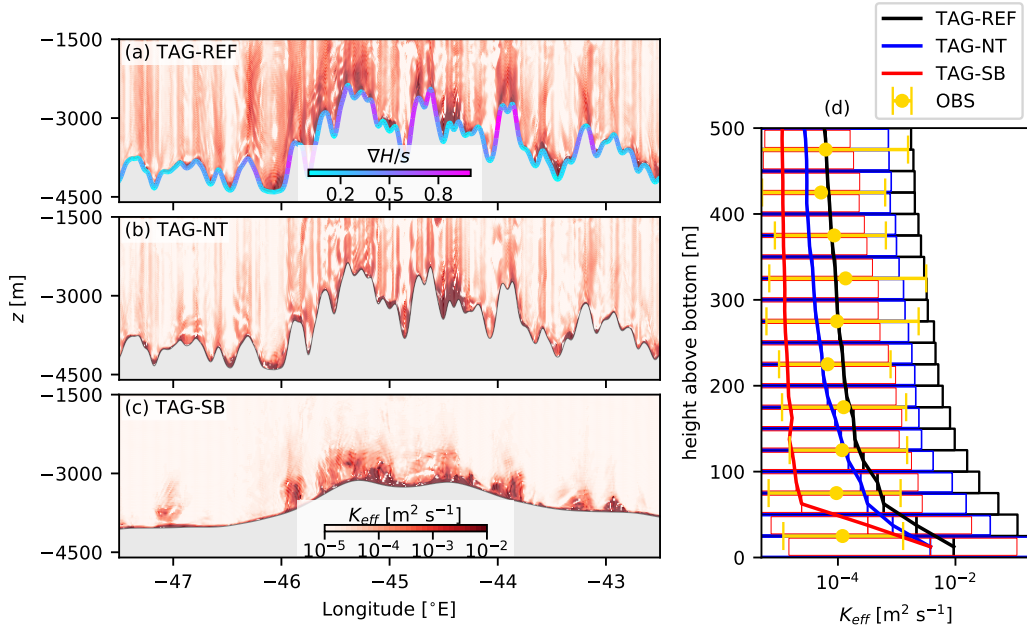 (a) TAG-REF
−1500
−3000
−4500
∇H/s
0.2 0.5 0.8
(b) TAG-NT
−1500
−3000
−4500
z [m]
(c) TAG-SB
−1500
−3000
−4500
K_eff [m² s⁻¹]
10⁻⁵ 10⁻⁴ 10⁻³ 10⁻²
−47 −46 −45 −44 −43
Longitude [°E]
TAG-REF
TAG-NT
TAG-SB
OBS
(d)
500
400
300
200
100
0
height above bottom [m]
10⁻⁴ 10⁻²
K_eff [m² s⁻¹]